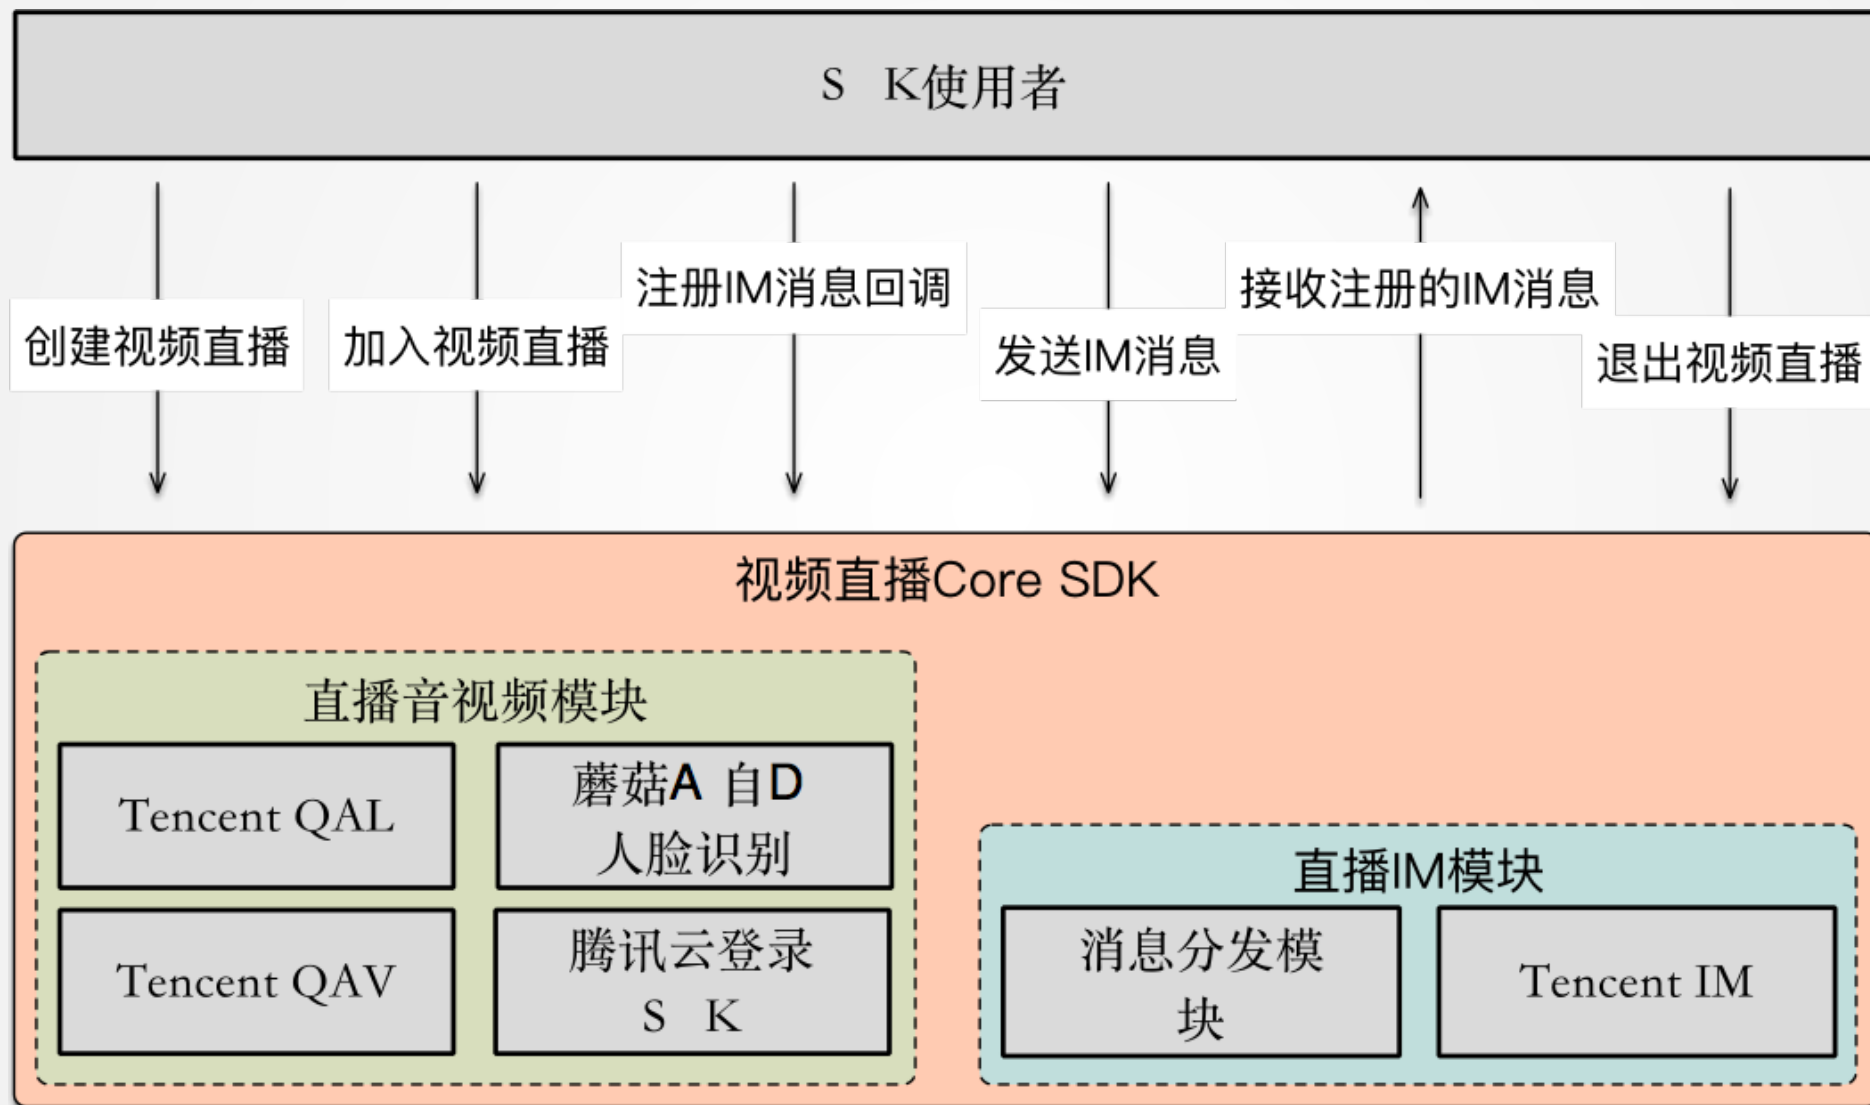 S K使用者
创建视频直播
加入视频直播
注册IM消息回调
发送IM消息
接收注册的IM消息
退出视频直播
视频直播Core SDK
直播音视频模块
Tencent QAL
蘑菇A 自D
人脸识别
Tencent QAV
腾讯云登录
S K
直播IM模块
消息分发模
块
Tencent IM